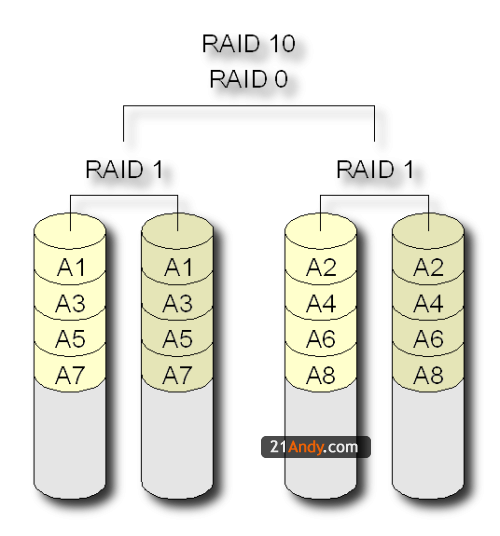 RAID 10
RAID 0
RAID 1 RAID 1
A1 A1 A2 A2
A3 A3 A4 A4
A5 A5 A6 A6
A7 A7 A8 A8
21Andy.com